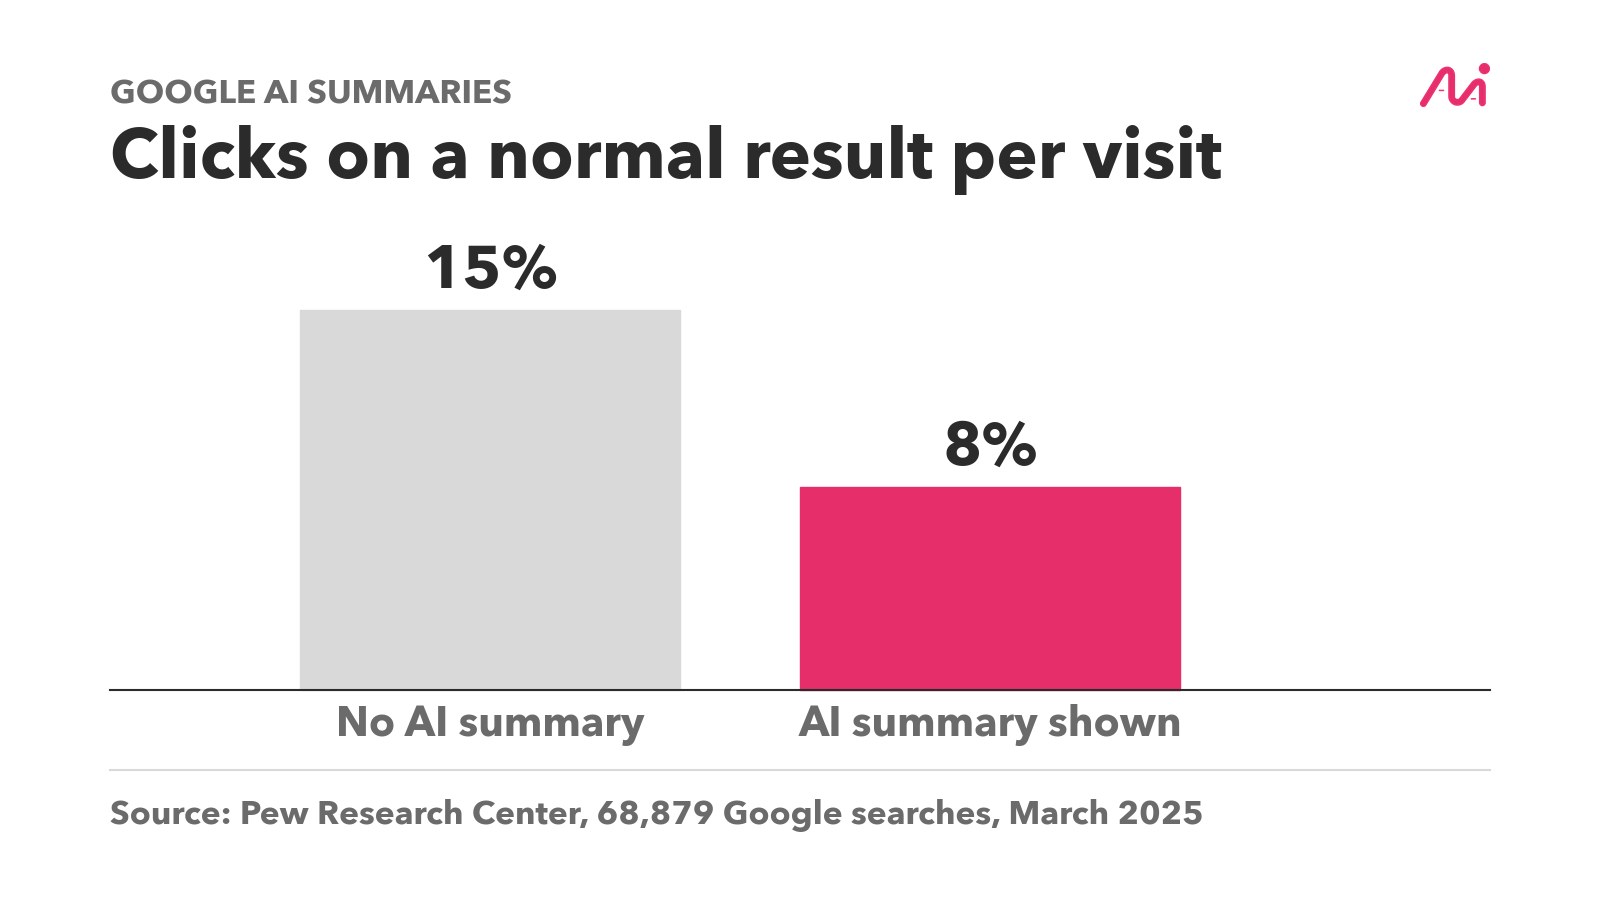 GOOGLE AI SUMMARIES
Clicks on a normal result per visit
15%
8%
No AI summary
AI summary shown
Source: Pew Research Center, 68,879 Google searches, March 2025